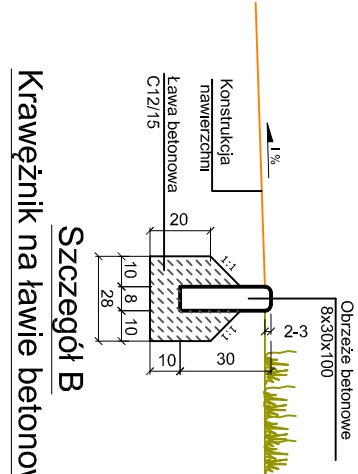 Obrzeże betonowe
8x30x100
2-3
1%
Konstrukcja
nawierzchni
Ława betonowa
C12/15
20
1:1
1:1
10
8
10
28
10
30
Szczegół B
Krawężnik na ławie betonow